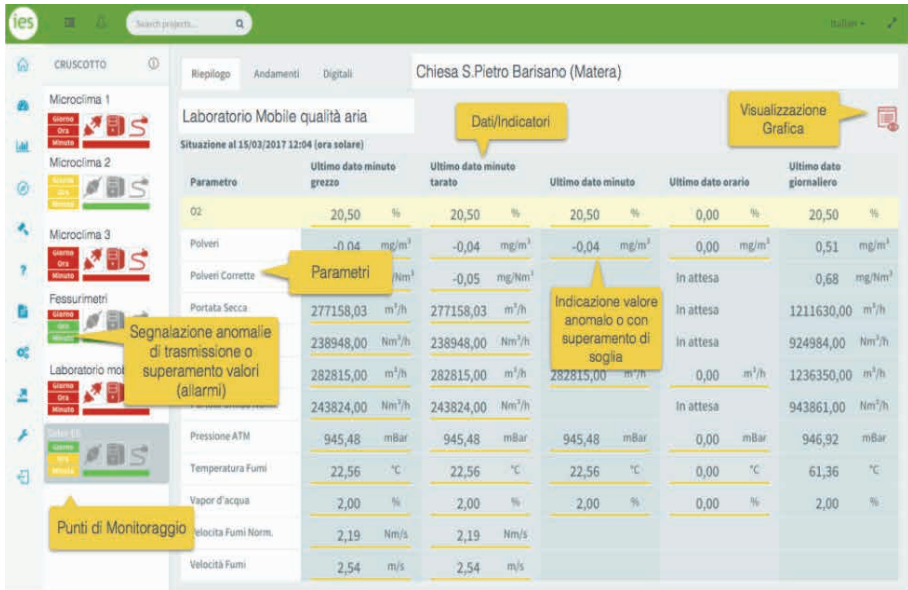 ies
Search projects...
Italian
CRUSCOTTO
Riepilogo Andamenti Digitali
Chiesa S.Pietro Barisano (Matera)
Microclima 1
Giorno
Ora
Minuto
Microclima 2
Giorno
Ora
Minuto
Microclima 3
Giorno
Ora
Minuto
Fessurimetri
Giorno
Ora
Minuto
Laboratorio mob
Giorno
Ora
Minuto
Giorno
Ora
Minuto
Segnalazione anomalie
di trasmissione o
superamento valori
(allarmi)
Punti di Monitoraggio
Laboratorio Mobile qualità aria
Dati/Indicatori
Visualizzazione
Grafica
Situazione al 15/03/2017 12:04 (ora solare)
Parametro Ultimo dato minuto grezzo Ultimo dato minuto tarato Ultimo dato minuto Ultimo dato orario Ultimo dato giornaliero
O2 20,50 % 20,50 % 20,50 % 0,00 % 20,50 %
Polveri -0,04 mg/m³ -0,04 mg/m³ -0,04 mg/m³ 0,00 mg/m³ 0,51 mg/m³
Polveri Corrette /Nm³ -0,05 mg/Nm³ In attesa 0,68 mg/Nm³
Parametri
Indicazione valore
anomalo o con
superamento di
soglia
Portata Secca 277158,03 m³/h 277158,03 m³/h In attesa 1211630,00 m³/h
238948,00 Nm³/h 238948,00 Nm³/h In attesa 924984,00 Nm³/h
282815,00 m³/h 282815,00 m³/h 282815,00 m³/h 0,00 m³/h 1236350,00 m³/h
243824,00 Nm³/h 243824,00 Nm³/h In attesa 943861,00 Nm³/h
Pressione ATM 945,48 mBar 945,48 mBar 945,48 mBar 0,00 mBar 946,92 mBar
Temperatura Fumi 22,56 °C 22,56 °C 22,56 °C 0,00 °C 61,36 °C
Vapor d'acqua 2,00 % 2,00 % 2,00 % 0,00 % 2,00 %
Velocita Fumi Norm. 2,19 Nm/s 2,19 Nm/s
Velocità Fumi 2,54 m/s 2,54 m/s